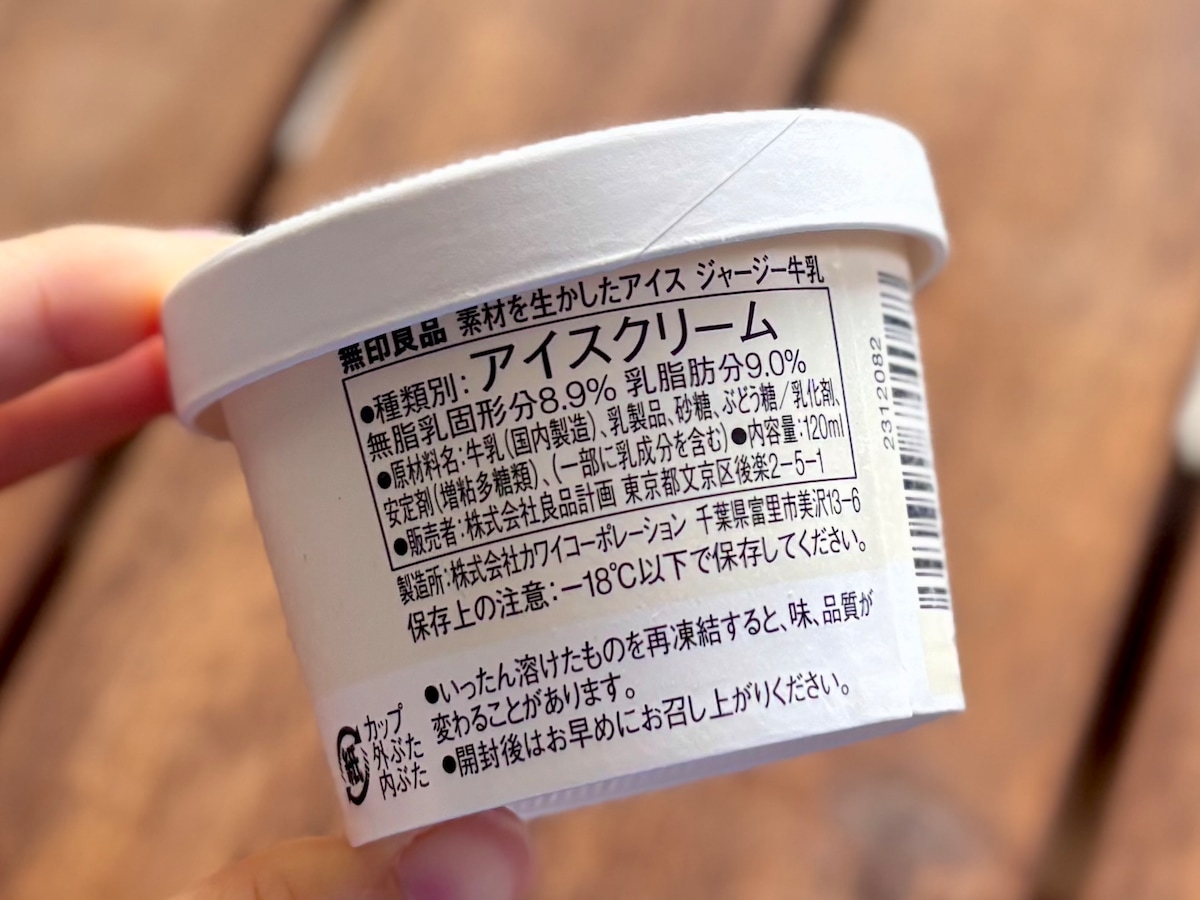 無印良品 素材を生かしたアイス ジャージー牛乳
●種類別：アイスクリーム
無脂乳固形分8.9% 乳脂肪分9.0%
●原材料名：牛乳（国内製造）、乳製品、砂糖、ぶどう糖／乳化剤、
安定剤（増粘多糖類）、（一部に乳成分を含む）●内容量：120ml
●販売者：株式会社良品計画 東京都文京区後楽2-5-1
製造所：株式会社カワイコーポレーション 千葉県富里市美沢13-6
保存上の注意：−18℃以下で保存してください。
●いったん溶けたものを再凍結すると、味、品質が
変わることがあります。
●開封後はお早めにお召し上がりください。
紙
カップ
外ぶた
内ぶた
2312082